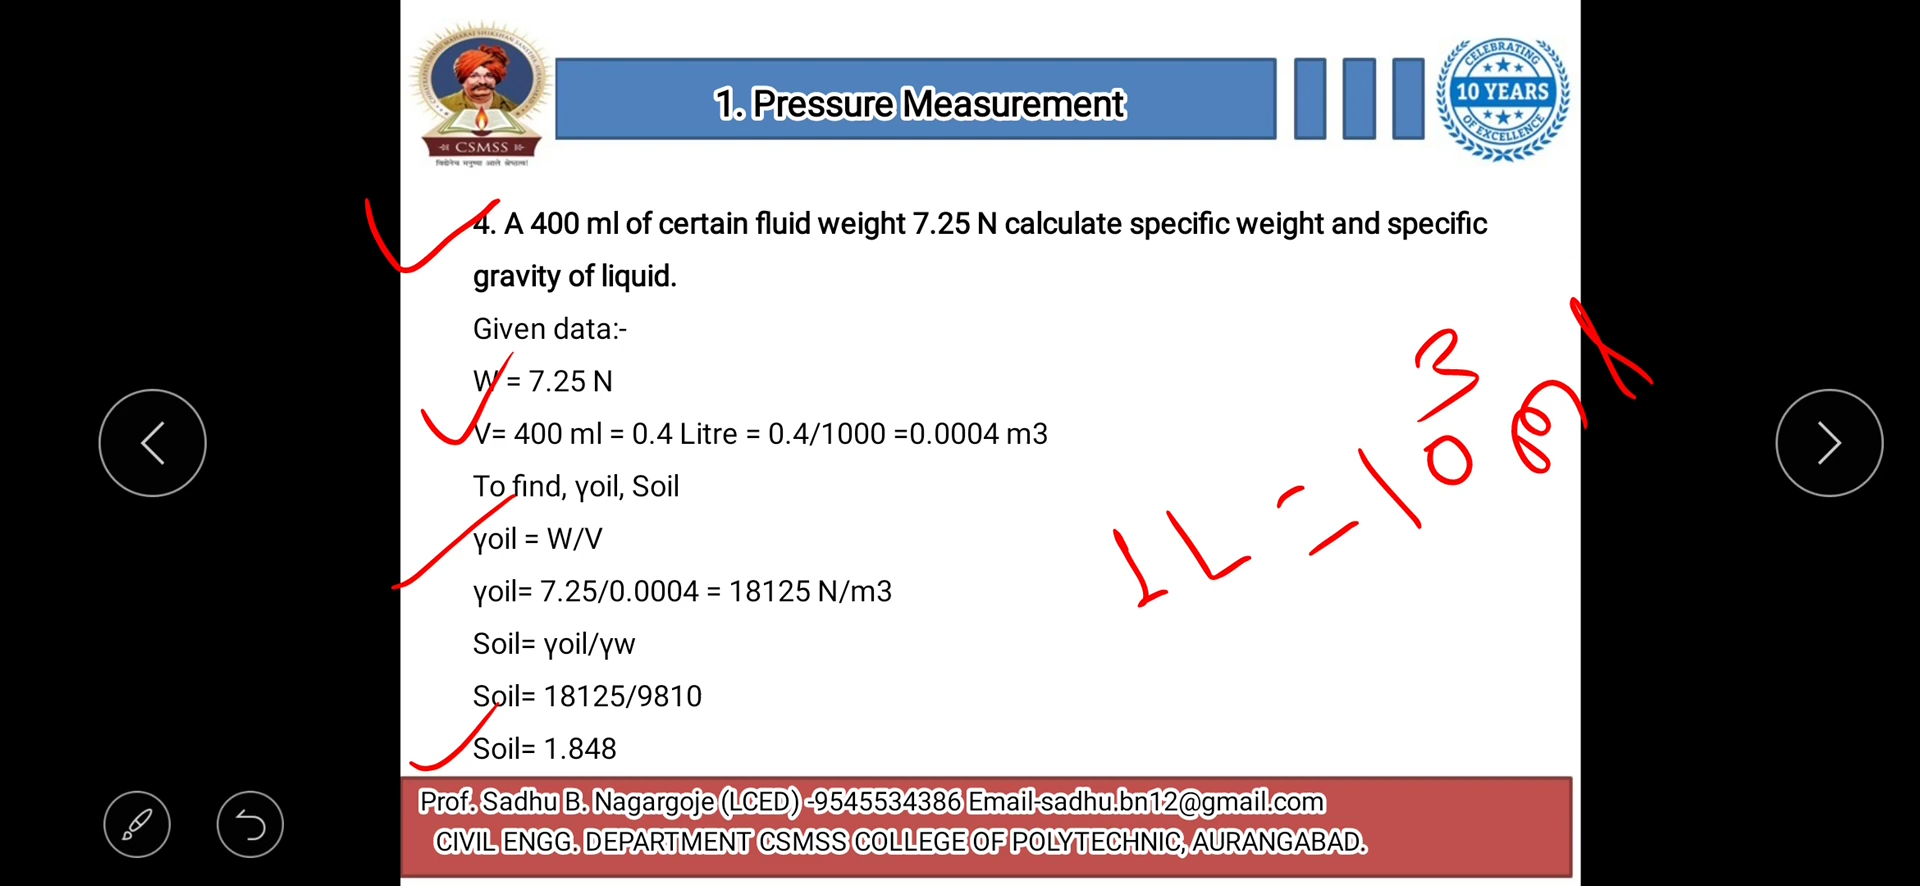 CSMSS
1. Pressure Measurement
CELEBRATING
10 YEARS
OF EXCELLENCE
4. A 400 ml of certain fluid weight 7.25 N calculate specific weight and specific
gravity of liquid.
Given data:-
W = 7.25 N
V= 400 ml = 0.4 Litre = 0.4/1000 =0.0004 m3
To find, γoil, Soil
γoil = W/V
γoil= 7.25/0.0004 = 18125 N/m3
Soil= γoil/γw
Soil= 18125/9810
Soil= 1.848
1L = 10 3 ml
Prof. Sadhu B. Nagargoje (LCED) -9545534386 Email-sadhu.bn12@gmail.com
CIVIL ENGG. DEPARTMENT CSMSS COLLEGE OF POLYTECHNIC, AURANGABAD.